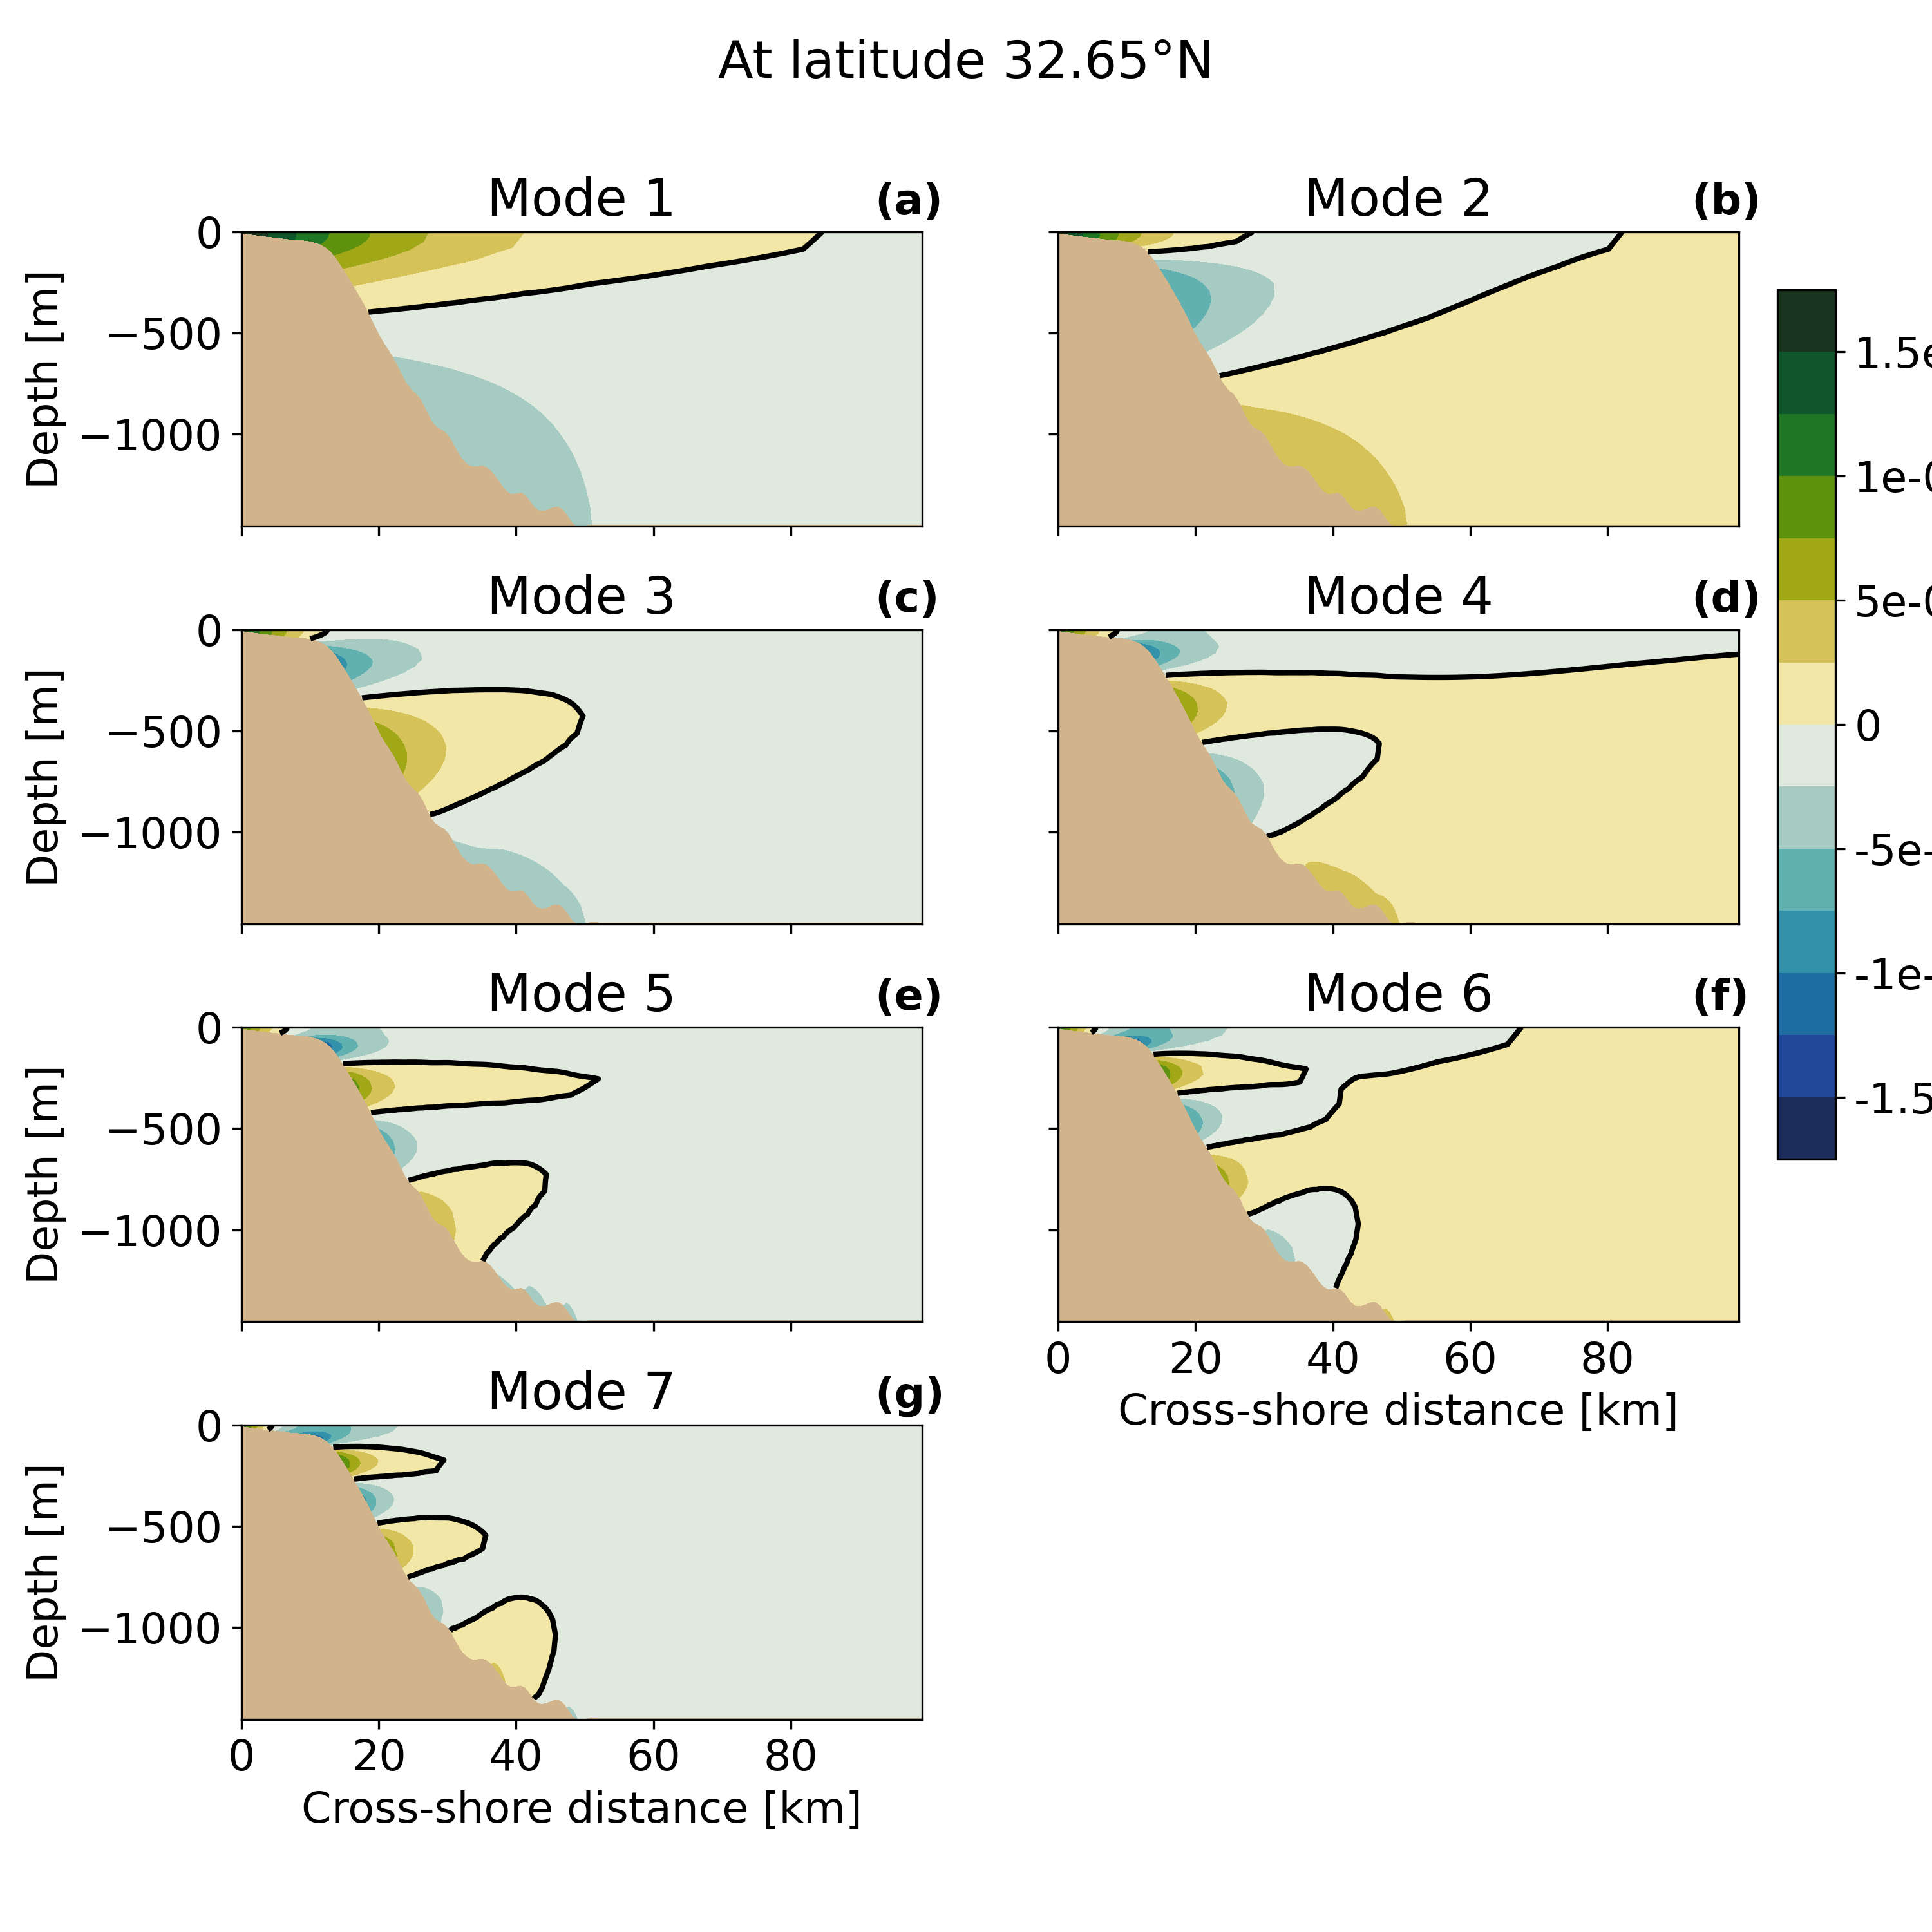 At latitude 32.65°N
Mode 1 (a)
Mode 2 (b)
0
−500
−1000
Depth [m]
Mode 3 (c)
Mode 4 (d)
0
−500
−1000
Depth [m]
Mode 5 (e)
Mode 6 (f)
0
−500
−1000
Depth [m]
0 20 40 60 80
Cross-shore distance [km]
Mode 7 (g)
0
−500
−1000
Depth [m]
0 20 40 60 80
Cross-shore distance [km]
1.5e
1e-0
5e-0
0
-5e-
-1e-
-1.5